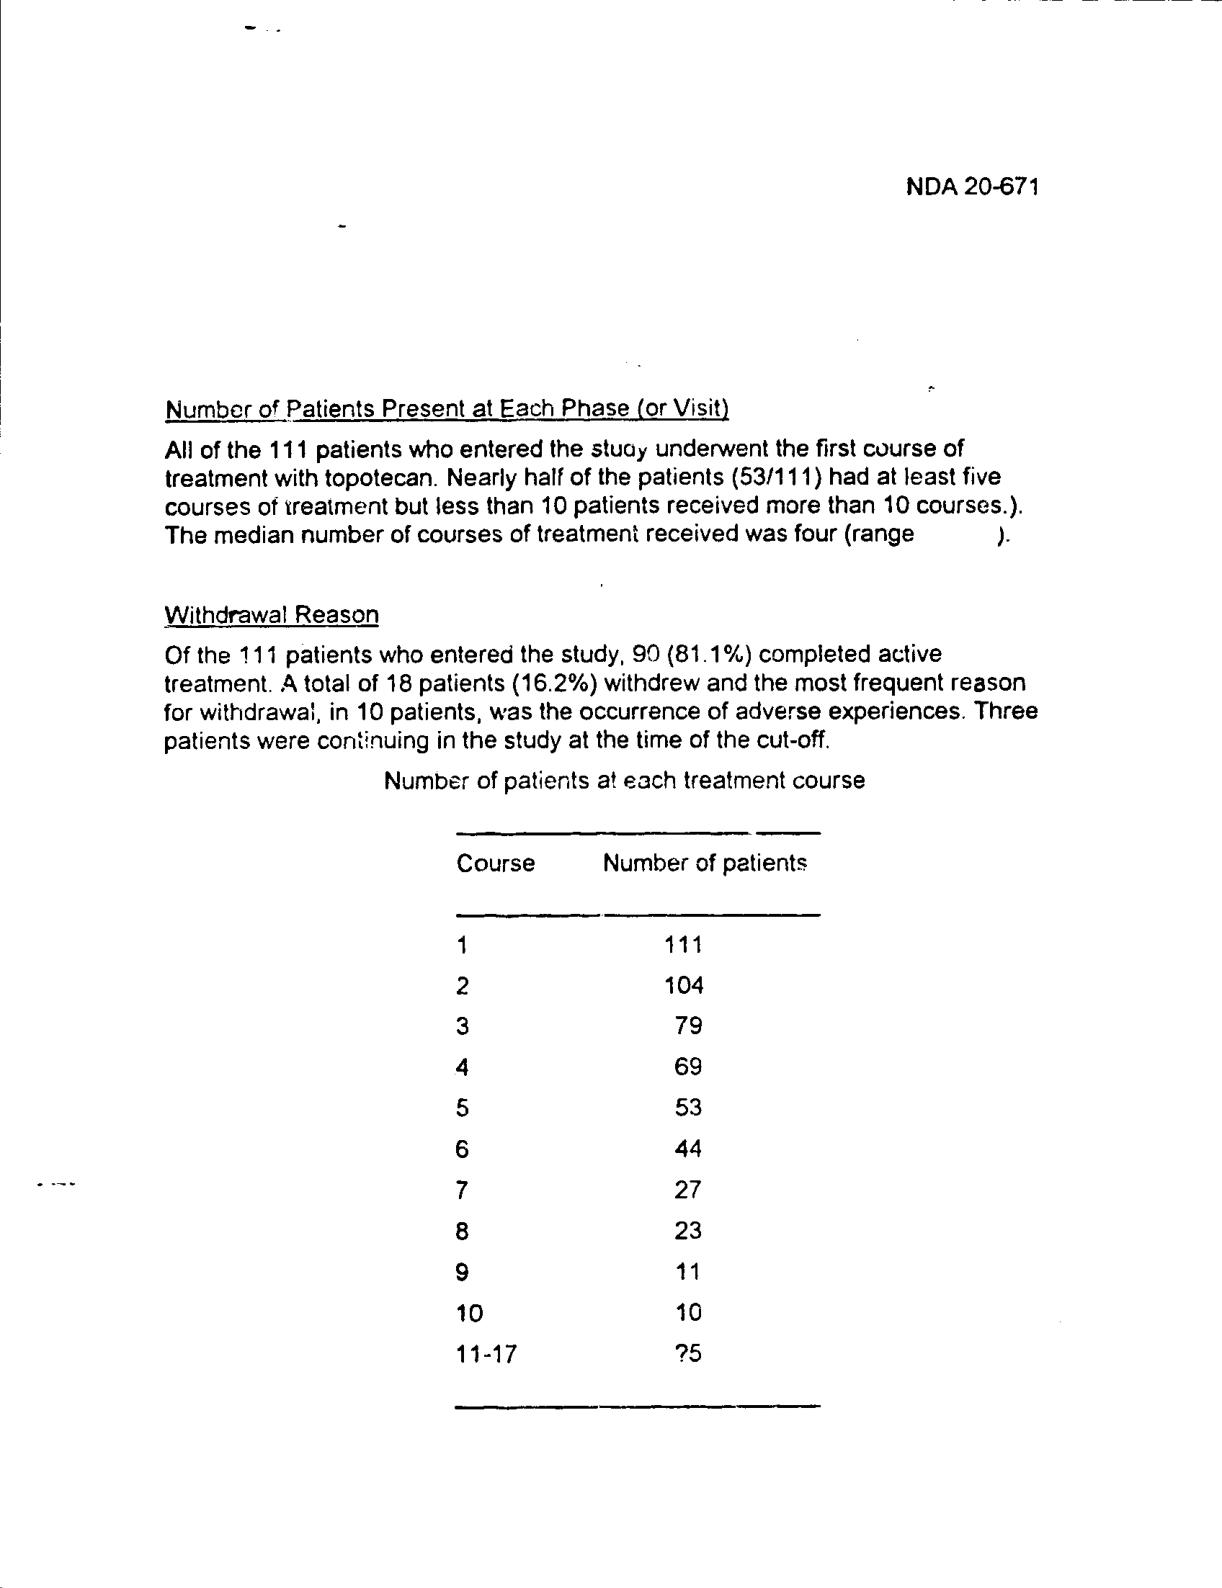 NDA 20-671
Number of Patients Present at Each Phase (or Visit)
All of the 111 patients who entered the study underwent the first course of
treatment with topotecan. Nearly half of the patients (53/111) had at least five
courses of treatment but less than 10 patients received more than 10 courses.).
The median number of courses of treatment received was four (range ).
Withdrawal Reason
Of the 111 patients who entered the study, 90 (81.1%) completed active
treatment. A total of 18 patients (16.2%) withdrew and the most frequent reason
for withdrawal, in 10 patients, was the occurrence of adverse experiences. Three
patients were continuing in the study at the time of the cut-off.
Number of patients at each treatment course
Course Number of patients
1 111
2 104
3 79
4 69
5 53
6 44
7 27
8 23
9 11
10 10
11-17 ?5